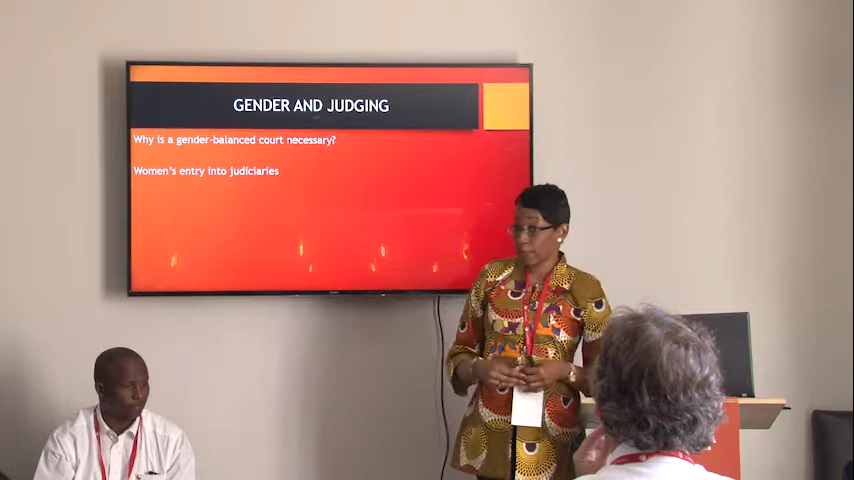 GENDER AND JUDGING
Why is a gender-balanced court necessary?
Women's entry into judiciaries